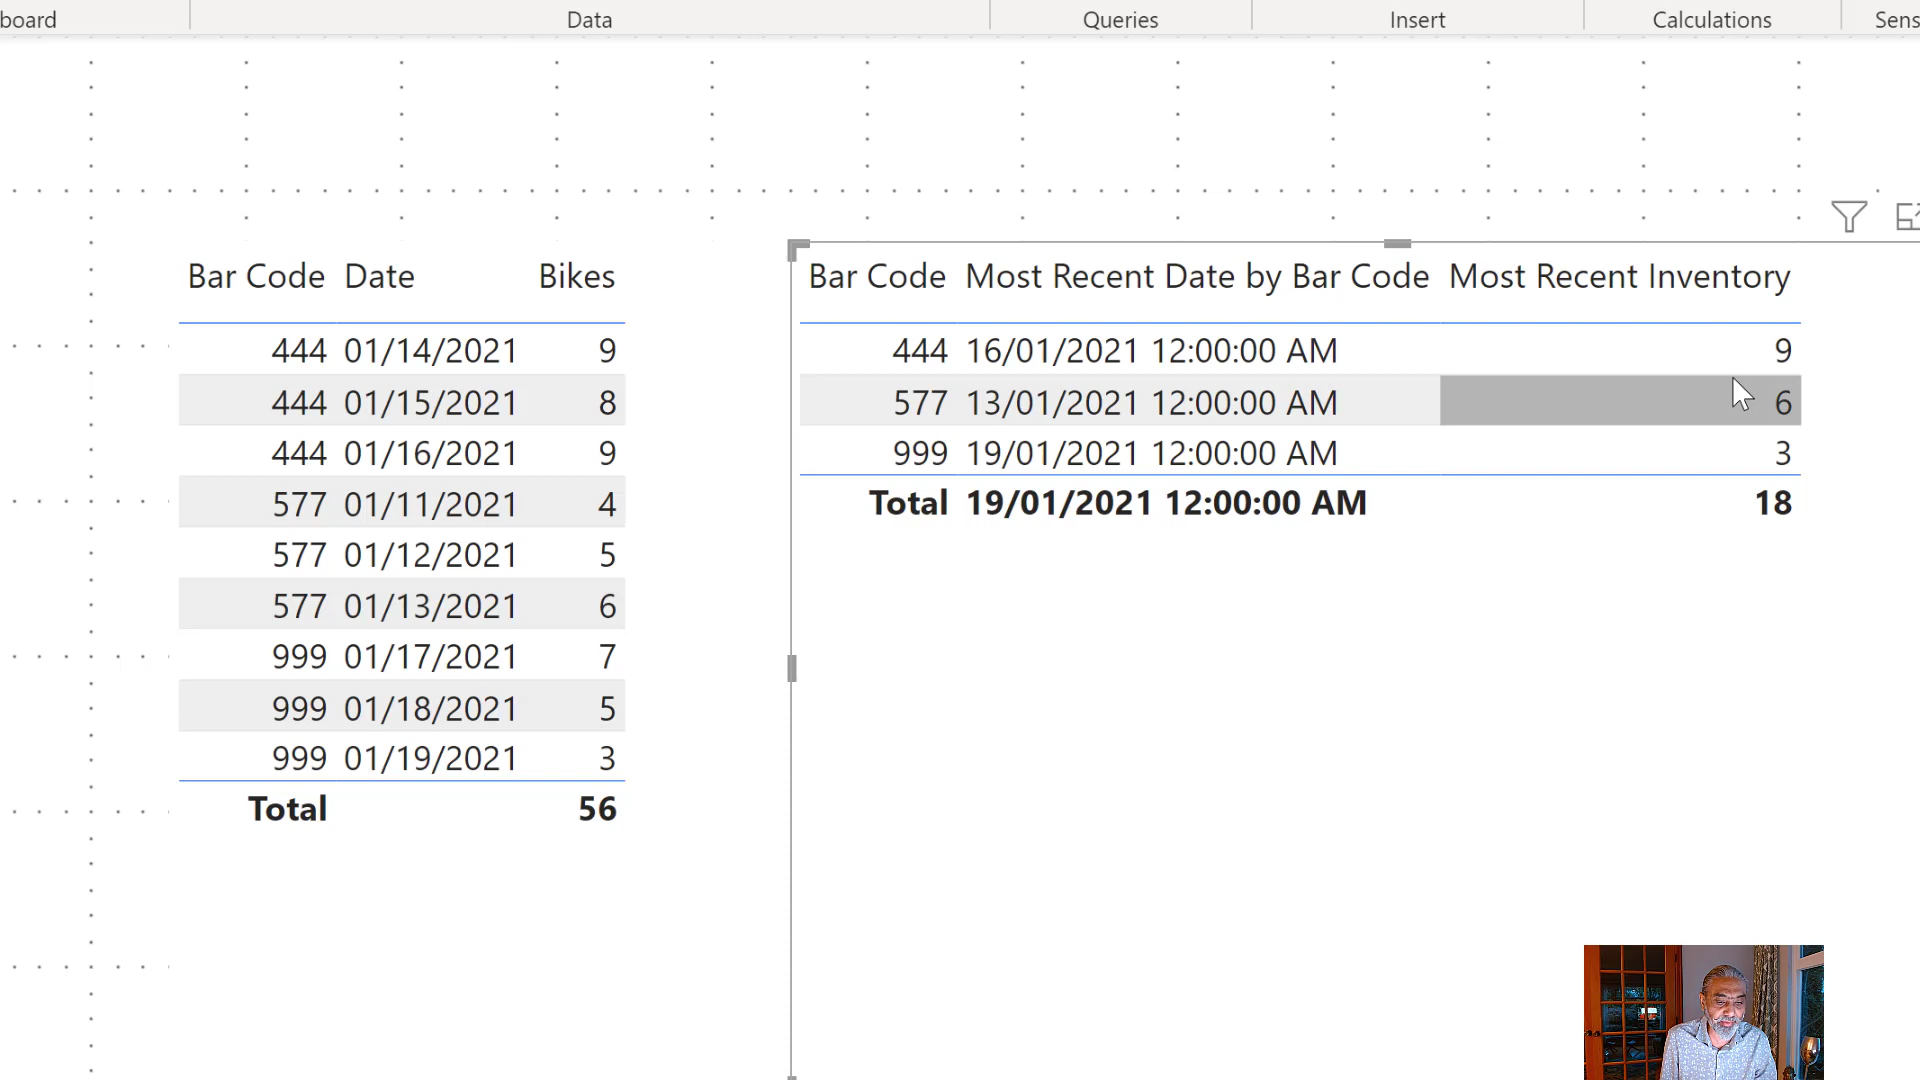 board Data Queries Insert Calculations Sens
Bar Code Date Bikes
444 01/14/2021 9
444 01/15/2021 8
444 01/16/2021 9
577 01/11/2021 4
577 01/12/2021 5
577 01/13/2021 6
999 01/17/2021 7
999 01/18/2021 5
999 01/19/2021 3
Total 56
Bar Code Most Recent Date by Bar Code Most Recent Inventory
444 16/01/2021 12:00:00 AM 9
577 13/01/2021 12:00:00 AM 6
999 19/01/2021 12:00:00 AM 3
Total 19/01/2021 12:00:00 AM 18